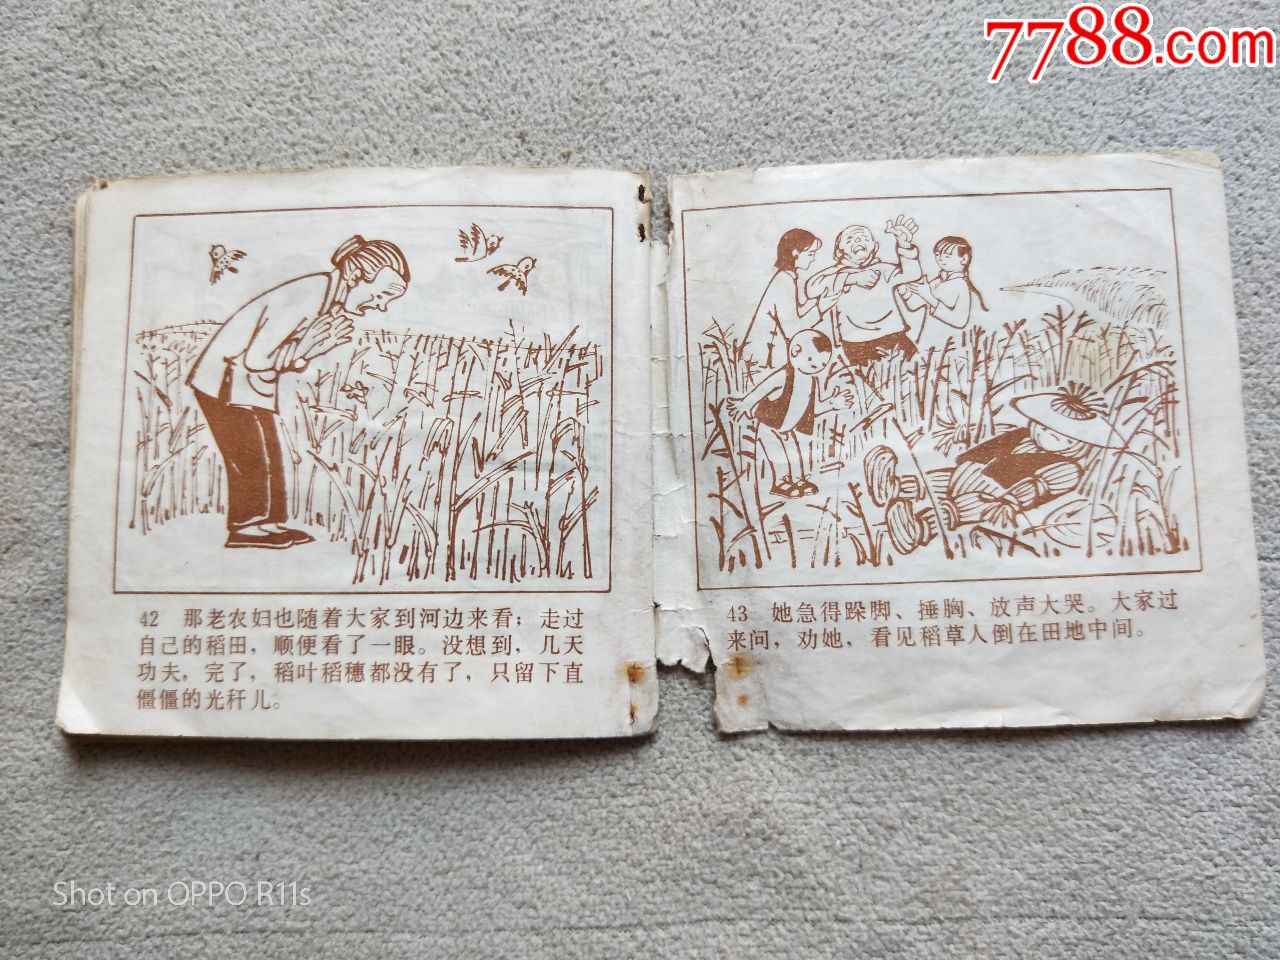 7788.com
42 那老农妇也随着大家到河边来看；走过
自己的稻田，顺便看了一眼。没想到，几天
功夫，完了，稻叶稻穗都没有了，只留下直
僵僵的光秆儿。
43 她急得跺脚、捶胸、放声大哭。大家过
来问，劝她，看见稻草人倒在田地中间。
Shot on OPPO R11s